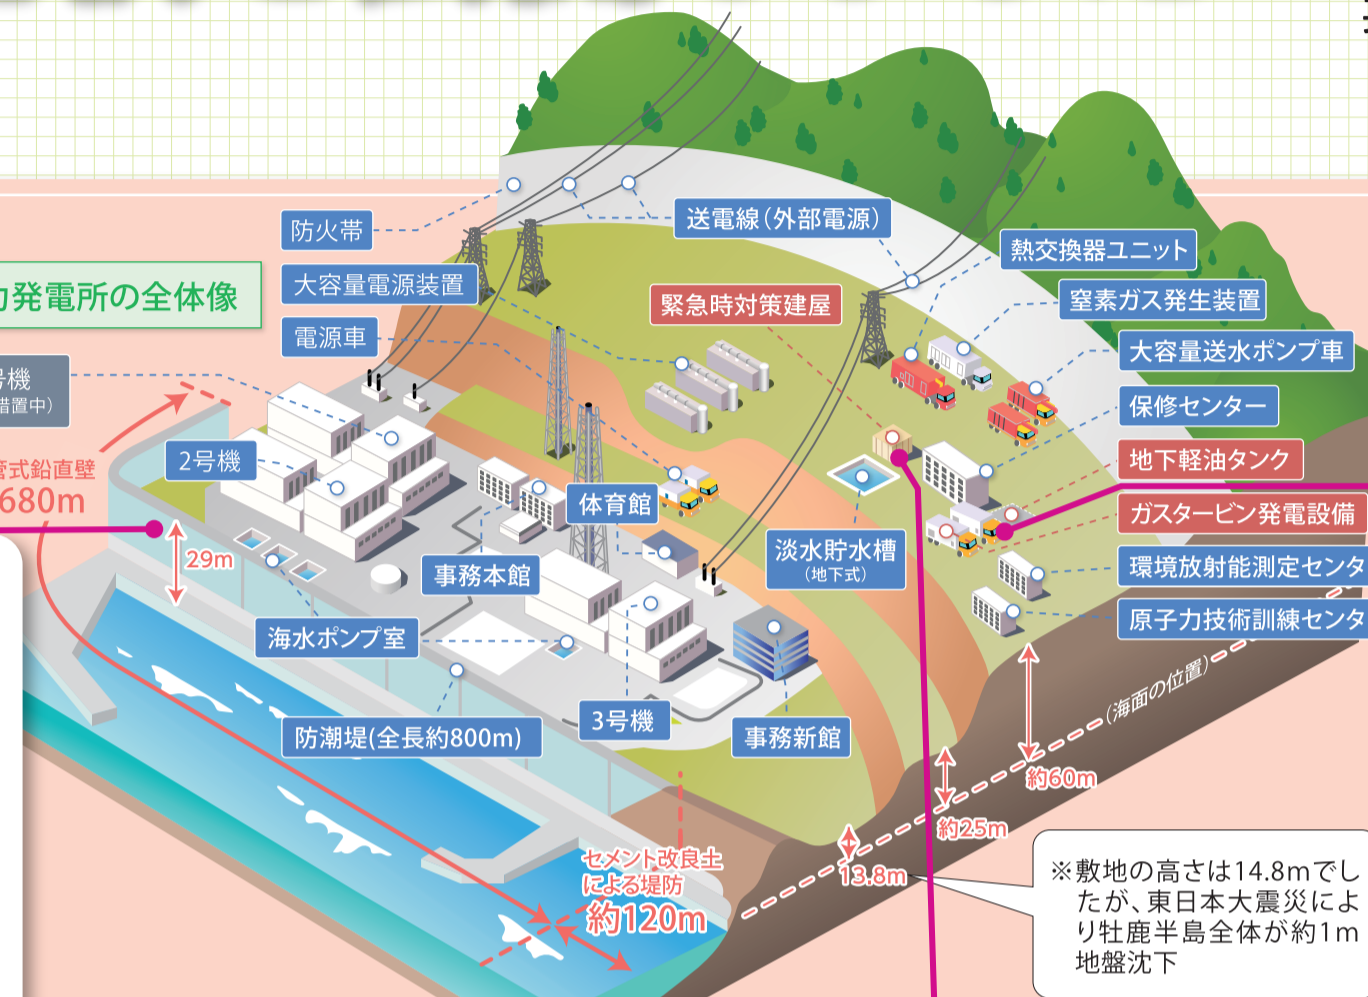 防火帯
送電線(外部電源)
熱交換器ユニット
力発電所の全体像
大容量電源装置
緊急時対策建屋
窒素ガス発生装置
電源車
大容量送水ポンプ車
号機
措置中)
保修センター
2号機
管式鉛直壁
680m
地下軽油タンク
体育館
ガスタービン発電設備
29m
事務本館
淡水貯水槽
(地下式)
環境放射能測定センタ
海水ポンプ室
原子力技術訓練センタ
(海面の位置)
3号機
防潮堤(全長約800m)
事務新館
約60m
約25m
13.8m
セメント改良土
による堤防
約120m
※敷地の高さは14.8mでし
たが、東日本大震災によ
り牡鹿半島全体が約1m
地盤沈下